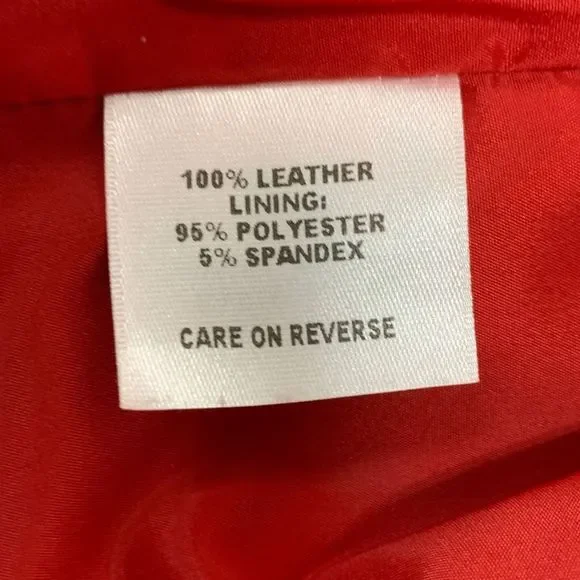 100% LEATHER
LINING:
95% POLYESTER
5% SPANDEX
CARE ON REVERSE